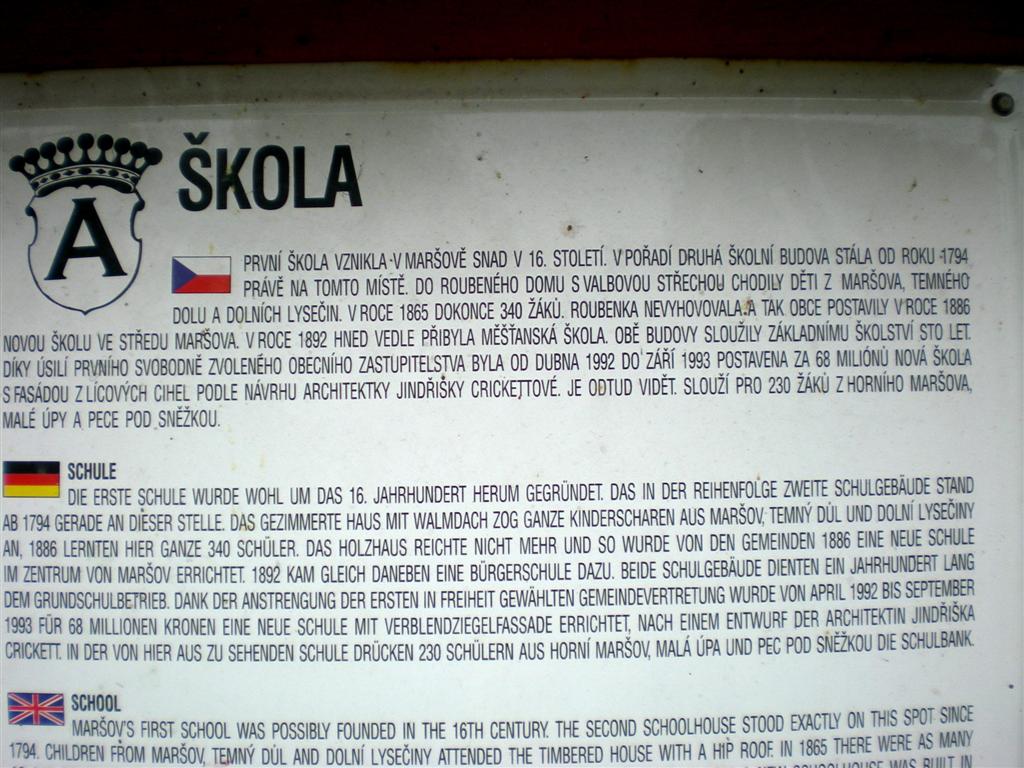 A
ŠKOLA
PRVNÍ ŠKOLA VZNIKLA V MARŠOVĚ SNAD V 16. STOLETÍ. V POŘADÍ DRUHÁ ŠKOLNÍ BUDOVA STÁLA OD ROKU 1794
PRÁVĚ NA TOMTO MÍSTĚ. DO ROUBENÉHO DOMU S VALBOVOU STŘECHOU CHODILY DĚTI Z MARŠOVA, TEMNÉHO
DOLU A DOLNÍCH LYSEČIN. V ROCE 1865 DOKONCE 340 ŽÁKŮ. ROUBENKA NEVYHOVOVALA A TAK OBCE POSTAVILY V ROCE 1886
NOVOU ŠKOLU VE STŘEDU MARŠOVA. V ROCE 1892 HNED VEDLE PŘIBYLA MĚŠŤANSKÁ ŠKOLA. OBĚ BUDOVY SLOUŽILY ZÁKLADNÍMU ŠKOLSTVÍ STO LET.
DÍKY ÚSILÍ PRVNÍHO SVOBODNĚ ZVOLENÉHO OBECNÍHO ZASTUPITELSTVA BYLA OD DUBNA 1992 DO ZÁŘÍ 1993 POSTAVENA ZA 68 MILIÓNŮ NOVÁ ŠKOLA
S FASÁDOU Z LÍCOVÝCH CIHEL PODLE NÁVRHU ARCHITEKTKY JINDŘIŠKY CRICKETTOVÉ. JE ODTUD VIDĚT. SLOUŽÍ PRO 230 ŽÁKŮ Z HORNÍHO MARŠOVA,
MALÉ ÚPY A PECE POD SNĚŽKOU.
SCHULE
DIE ERSTE SCHULE WURDE WOHL UM DAS 16. JAHRHUNDERT HERUM GEGRÜNDET. DAS IN DER REIHENFOLGE ZWEITE SCHULGEBÄUDE STAND
AB 1794 GERADE AN DIESER STELLE. DAS GEZIMMERTE HAUS MIT WALMDACH ZOG GANZE KINDERSCHAREN AUS MARŠOV, TEMNÝ DŮL UND DOLNÍ LYSEČINY
AN, 1886 LERNTEN HIER GANZE 340 SCHÜLER. DAS HOLZHAUS REICHTE NICHT MEHR UND SO WURDE VON DEN GEMEINDEN 1886 EINE NEUE SCHULE
IM ZENTRUM VON MARŠOV ERRICHTET. 1892 KAM GLEICH DANEBEN EINE BÜRGERSCHULE DAZU. BEIDE SCHULGEBÄUDE DIENTEN EIN JAHRHUNDERT LANG
DEM GRUNDSCHULBETRIEB. DANK DER ANSTRENGUNG DER ERSTEN IN FREIHEIT GEWÄHLTEN GEMEINDEVERTRETUNG WURDE VON APRIL 1992 BIS SEPTEMBER
1993 FÜR 68 MILLIONEN KRONEN EINE NEUE SCHULE MIT VERBLENDZIEGELFASSADE ERRICHTET, NACH EINEM ENTWURF DER ARCHITEKTIN JINDŘIŠKA
CRICKETT. IN DER VON HIER AUS ZU SEHENDEN SCHULE DRÜCKEN 230 SCHÜLERN AUS HORNÍ MARŠOV, MALÁ ÚPA UND PEC POD SNĚŽKOU DIE SCHULBANK.
SCHOOL
MARŠOV'S FIRST SCHOOL WAS POSSIBLY FOUNDED IN THE 16TH CENTURY. THE SECOND SCHOOLHOUSE STOOD EXACTLY ON THIS SPOT SINCE
1794. CHILDREN FROM MARŠOV, TEMNÝ DŮL AND DOLNÍ LYSEČINY ATTENDED THE TIMBERED HOUSE WITH A HIP ROOF IN 1865 THERE WERE AS MANY
SCHOOLHOUSE WAS BUILT IN